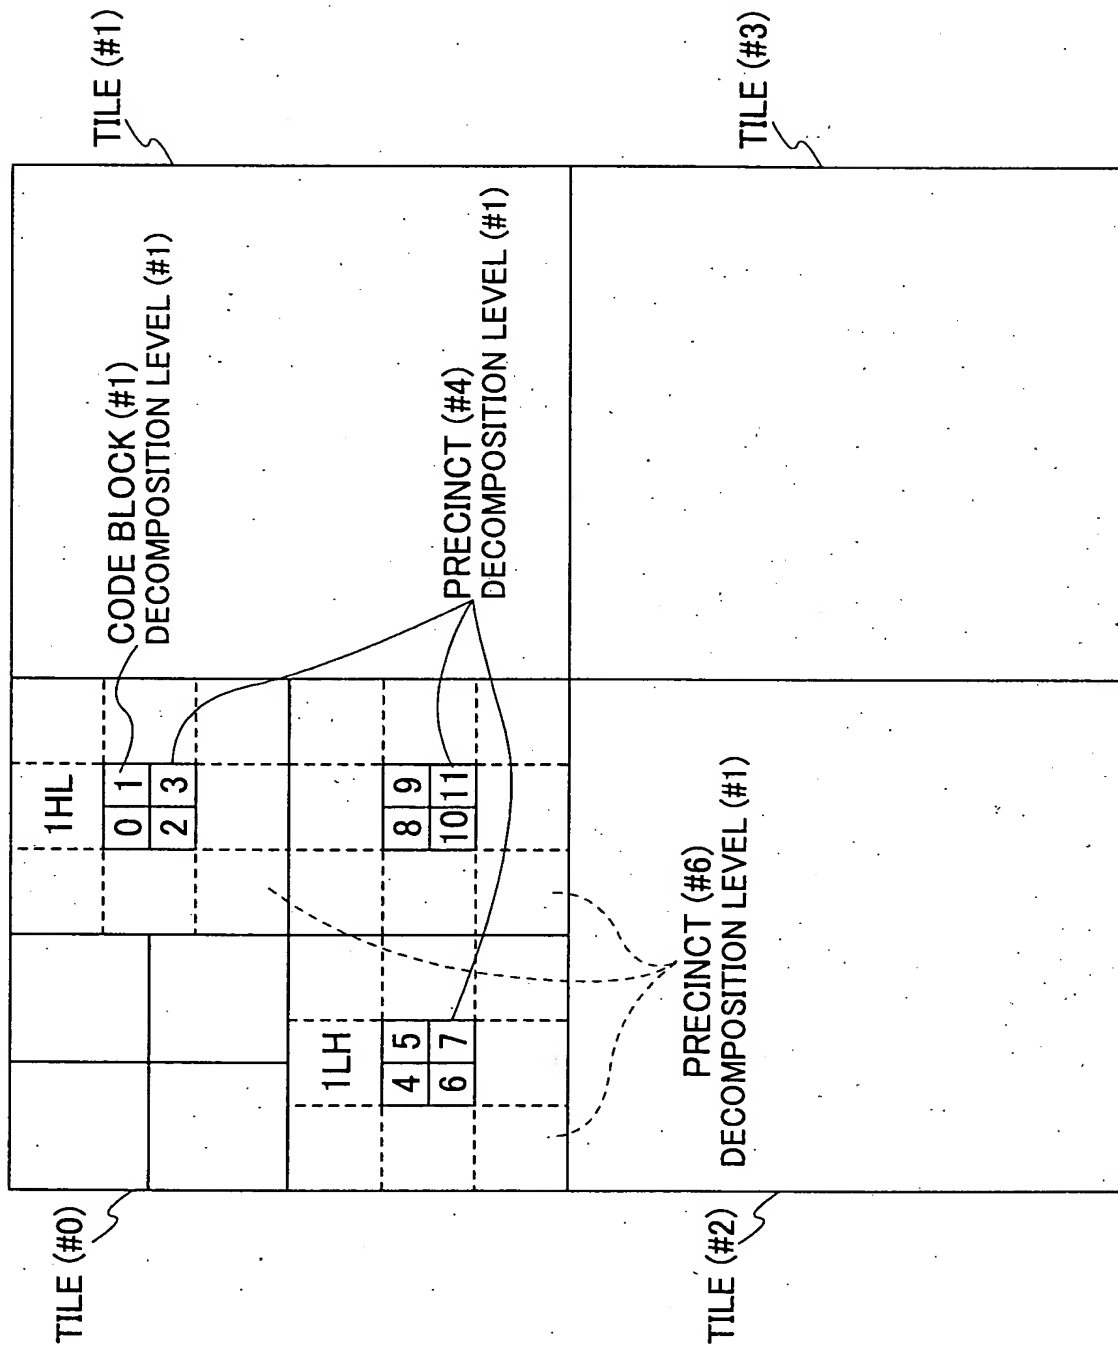 TILE (#0)
TILE (#1)
1HL
0 1
2 3
CODE BLOCK (#1)
DECOMPOSITION LEVEL (#1)
1LH
4 5
6 7
8 9
10 11
PRECINCT (#4)
DECOMPOSITION LEVEL (#1)
PRECINCT (#6)
DECOMPOSITION LEVEL (#1)
TILE (#2)
TILE (#3)